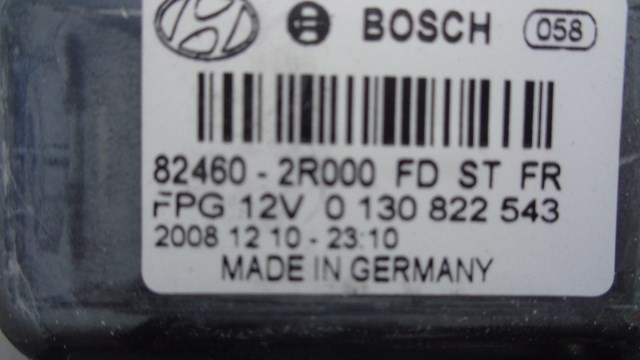 BOSCH 058
82460-2R000 FD ST FR
FPG 12V 0 130 822 543
2008 12 10-23:10
MADE IN GERMANY